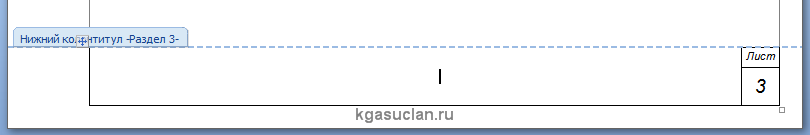 Нижний колонтитул -Раздел 3-
Лист
3
kgasuclan.ru